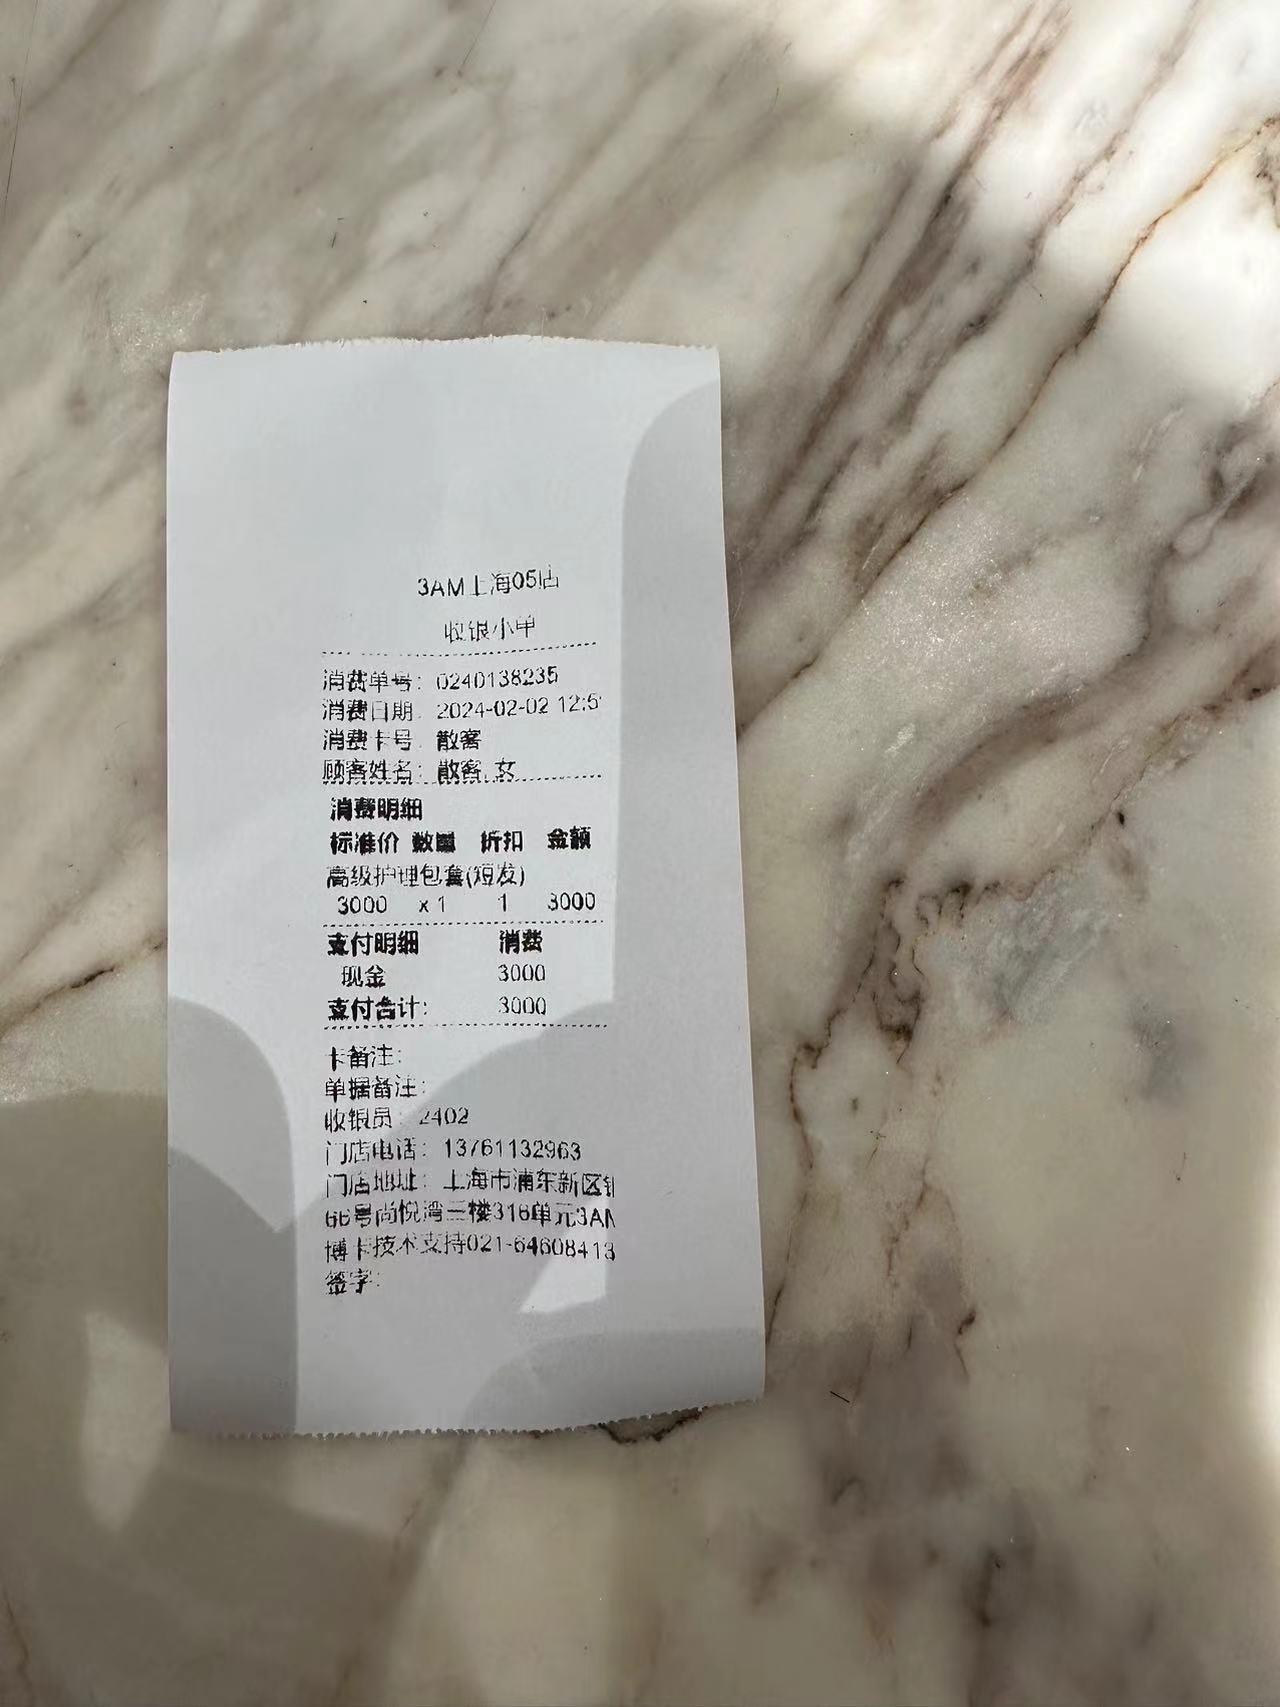 3AM上海05店
收银小单
消费单号: 0240138235
消费日期: 2024-02-02 12:5
消费卡号: 散客
顾客姓名: 散客 女
消费明细
标准价 数量 折扣 金额
高级护理包套(短发)
3000 x1 1 3000
支付明细 消费
现金 3000
支付合计: 3000
卡备注:
单据备注:
收银员: 2402
门店电话: 13761132963
门店地址: 上海市浦东新区
66号尚悦湾三楼316单元3AM
博卡技术支持021-64608413
签字: